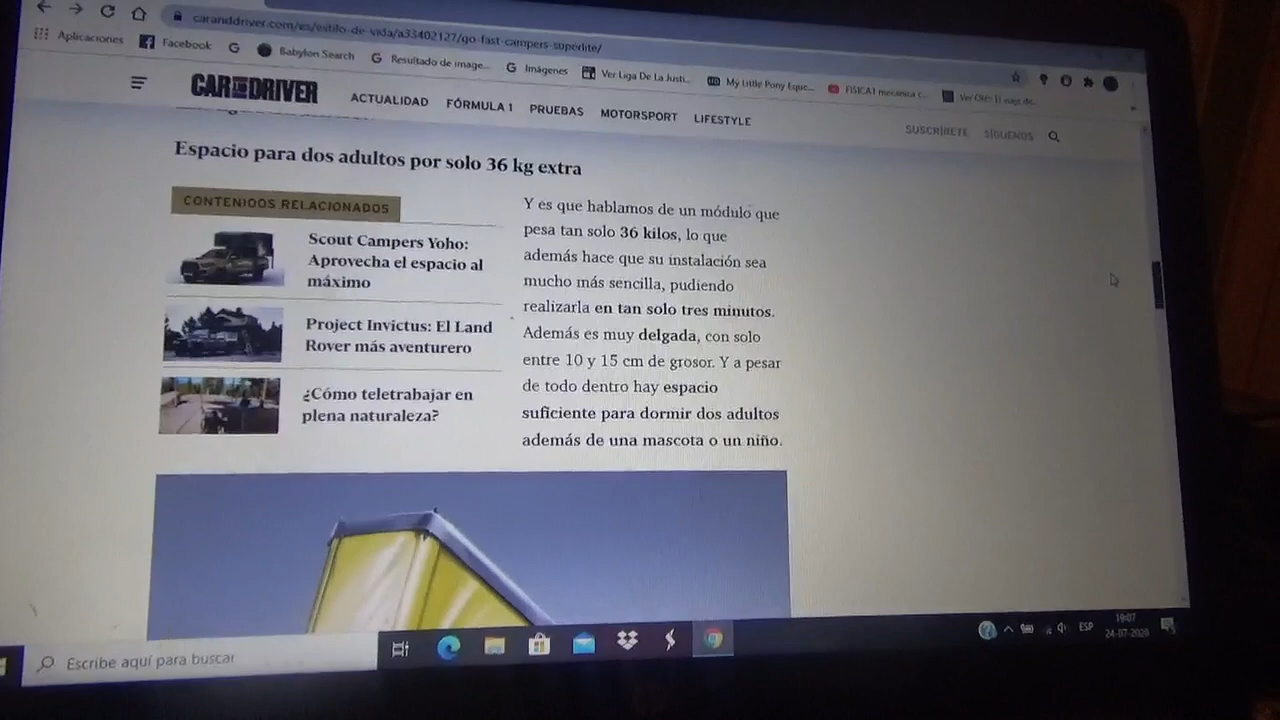 caranddriver.com/es/estilo-de-vida/a33402127/go-fast-campers-superlite/
Aplicaciones
Facebook
Babylon Search
Resultado de image...
Imágenes
Ver Liga De La Justi...
My Little Pony Eque...
FISICA1 mecanica c...
CAR AND DRIVER
ACTUALIDAD
FÓRMULA 1
PRUEBAS
MOTORSPORT
LIFESTYLE
SUSCRÍBETE
SÍGUENOS
Espacio para dos adultos por solo 36 kg extra
CONTENIDOS RELACIONADOS
Scout Campers Yoho:
Aprovecha el espacio al
máximo
Project Invictus: El Land
Rover más aventurero
¿Cómo teletrabajar en
plena naturaleza?
Y es que hablamos de un módulo que
pesa tan solo 36 kilos, lo que
además hace que su instalación sea
mucho más sencilla, pudiendo
realizarla en tan solo tres minutos.
Además es muy delgada, con solo
entre 10 y 15 cm de grosor. Y a pesar
de todo dentro hay espacio
suficiente para dormir dos adultos
además de una mascota o un niño.
Escribe aquí para buscar
ESP
19:07
24-07-2020